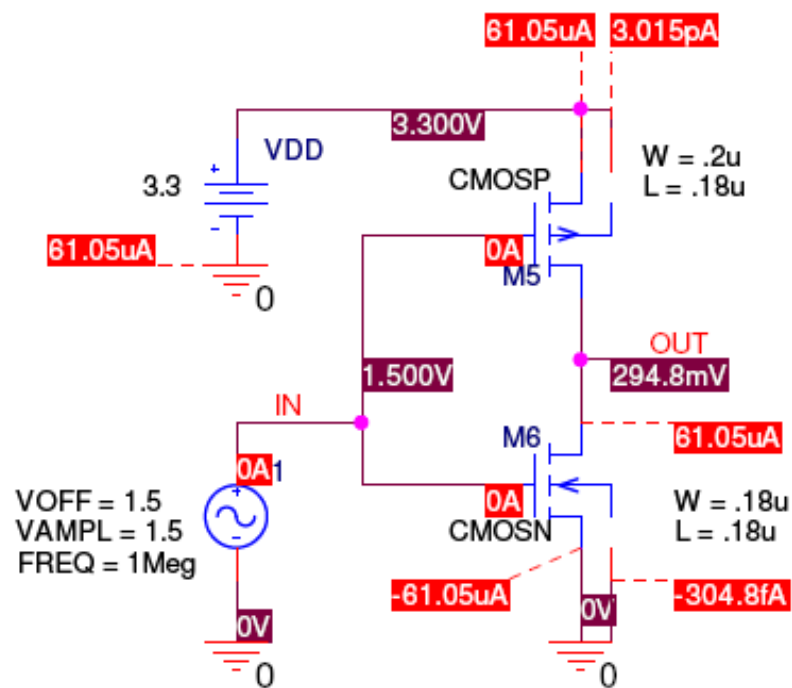 61.05uA 3.015pA
3.300V
VDD
3.3
CMOSP
W = .2u
L = .18u
61.05uA
0
0A
M5
1.500V
OUT
294.8mV
IN
M6
61.05uA
0A1
0A
VOFF = 1.5
VAMPL = 1.5
FREQ = 1Meg
CMOSN
W = .18u
L = .18u
-61.05uA
-304.8fA
0V
0V
0
0